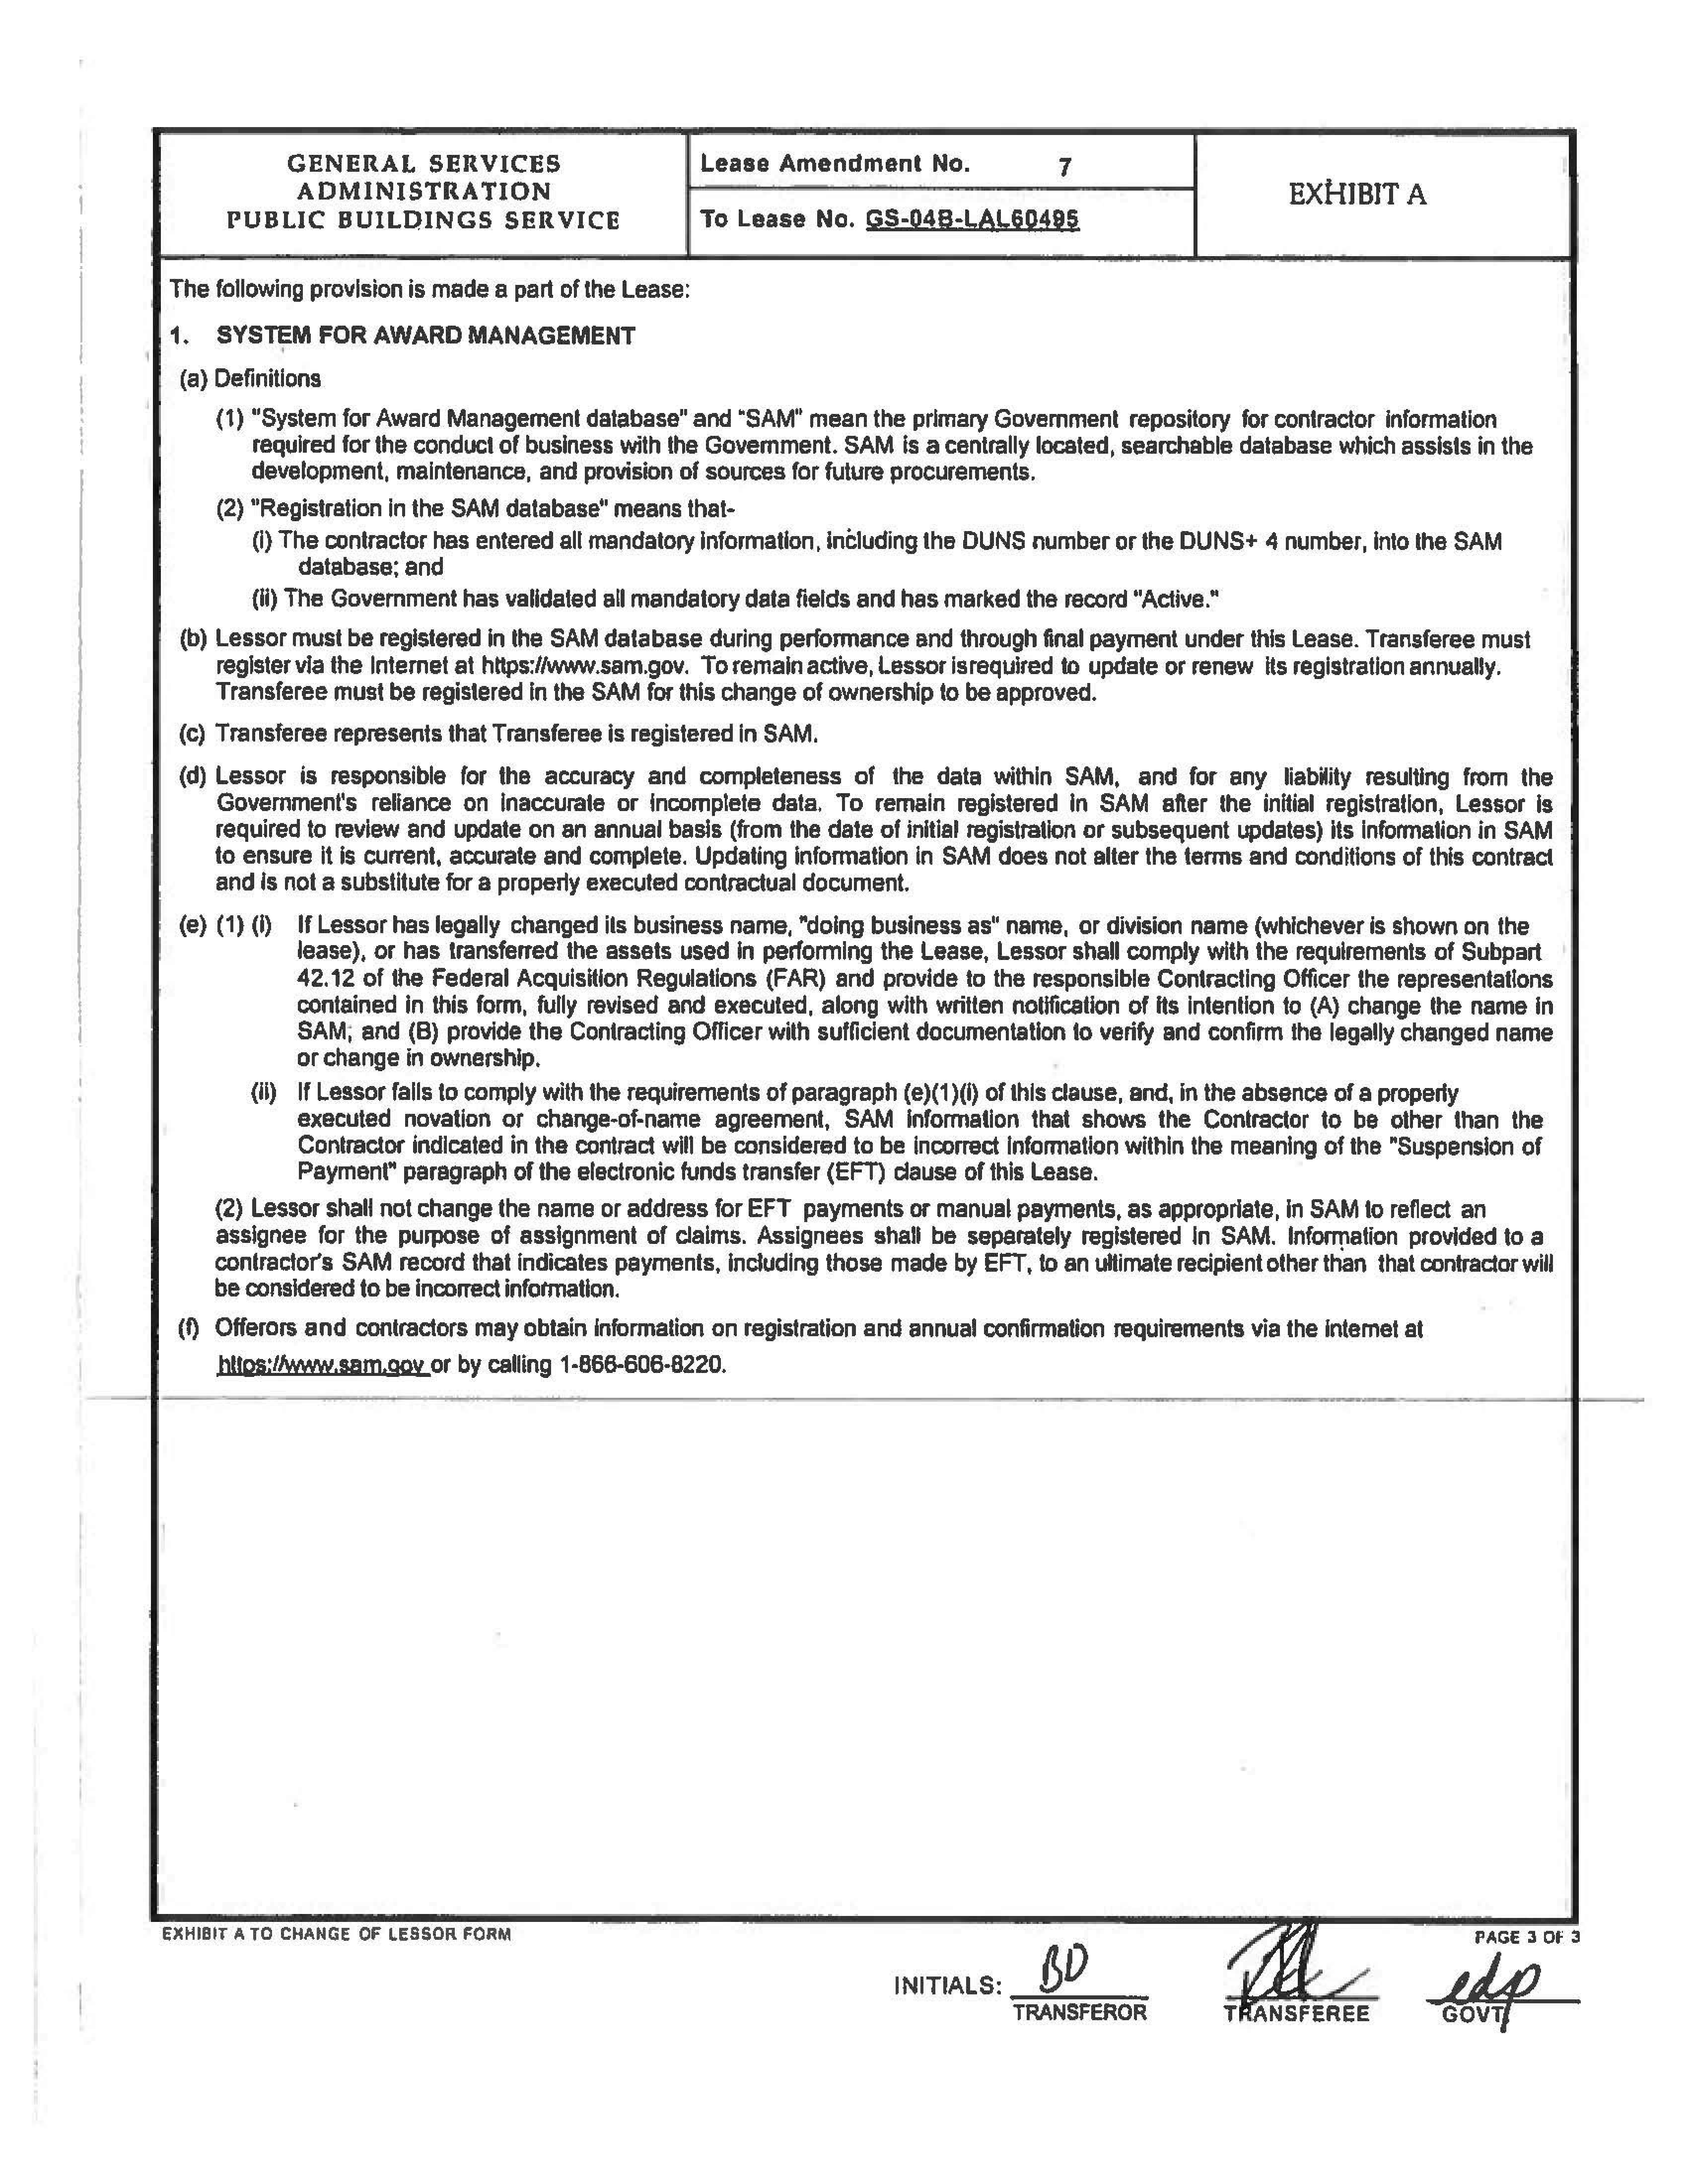 GENERAL SERVICES
ADMINISTRATION
PUBLIC BUILDINGS SERVICE
Lease Amendment No. 7
To Lease No. GS-04B-LAL60495
EXHIBIT A
The following provision is made a part of the Lease:
1. SYSTEM FOR AWARD MANAGEMENT
(a) Definitions
(1) "System for Award Management database" and "SAM" mean the primary Government repository for contractor information
required for the conduct of business with the Government. SAM is a centrally located, searchable database which assists in the
development, maintenance, and provision of sources for future procurements.
(2) "Registration in the SAM database" means that-
(i) The contractor has entered all mandatory information, including the DUNS number or the DUNS+ 4 number, into the SAM
database; and
(ii) The Government has validated all mandatory data fields and has marked the record "Active."
(b) Lessor must be registered in the SAM database during performance and through final payment under this Lease. Transferee must
register via the Internet at https://www.sam.gov. To remain active, Lessor is required to update or renew its registration annually.
Transferee must be registered in the SAM for this change of ownership to be approved.
(c) Transferee represents that Transferee is registered in SAM.
(d) Lessor is responsible for the accuracy and completeness of the data within SAM, and for any liability resulting from the
Government's reliance on inaccurate or incomplete data. To remain registered in SAM after the initial registration, Lessor is
required to review and update on an annual basis (from the date of initial registration or subsequent updates) its information in SAM
to ensure it is current, accurate and complete. Updating information in SAM does not alter the terms and conditions of this contract
and is not a substitute for a properly executed contractual document.
(e) (1) (i) If Lessor has legally changed its business name, "doing business as" name, or division name (whichever is shown on the
lease), or has transferred the assets used in performing the Lease, Lessor shall comply with the requirements of Subpart
42.12 of the Federal Acquisition Regulations (FAR) and provide to the responsible Contracting Officer the representations
contained in this form, fully revised and executed, along with written notification of its intention to (A) change the name in
SAM; and (B) provide the Contracting Officer with sufficient documentation to verify and confirm the legally changed name
or change in ownership.
(ii) If Lessor fails to comply with the requirements of paragraph (e)(1)(i) of this clause, and, in the absence of a properly
executed novation or change-of-name agreement, SAM information that shows the Contractor to be other than the
Contractor indicated in the contract will be considered to be incorrect information within the meaning of the "Suspension of
Payment" paragraph of the electronic funds transfer (EFT) clause of this Lease.
(2) Lessor shall not change the name or address for EFT payments or manual payments, as appropriate, in SAM to reflect an
assignee for the purpose of assignment of claims. Assignees shall be separately registered in SAM. Information provided to a
contractor's SAM record that indicates payments, including those made by EFT, to an ultimate recipient other than that contractor will
be considered to be incorrect information.
(f) Offerors and contractors may obtain information on registration and annual confirmation requirements via the internet at
https://www.sam.gov or by calling 1-866-606-8220.
EXHIBIT A TO CHANGE OF LESSOR FORM
PAGE 3 OF 3
INITIALS: BD edp
TRANSFEROR TRANSFEREE GOVT